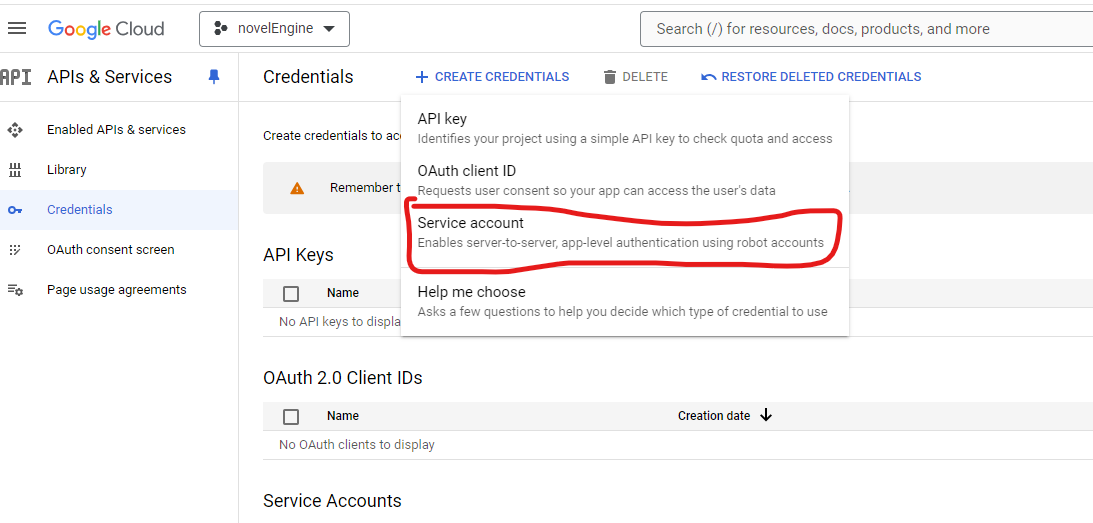 Google Cloud
novelEngine
Search (/) for resources, docs, products, and more
API
APIs & Services
Credentials
CREATE CREDENTIALS
DELETE
RESTORE DELETED CREDENTIALS
Enabled APIs & services
Library
Credentials
OAuth consent screen
Page usage agreements
Create credentials to
Remember
API key
Identifies your project using a simple API key to check quota and access
OAuth client ID
Requests user consent so your app can access the user's data
Service account
Enables server-to-server, app-level authentication using robot accounts
Help me choose
Asks a few questions to help you decide which type of credential to use
API Keys
Name
No API keys to displa
OAuth 2.0 Client IDs
Name
Creation date
No OAuth clients to display
Service Accounts